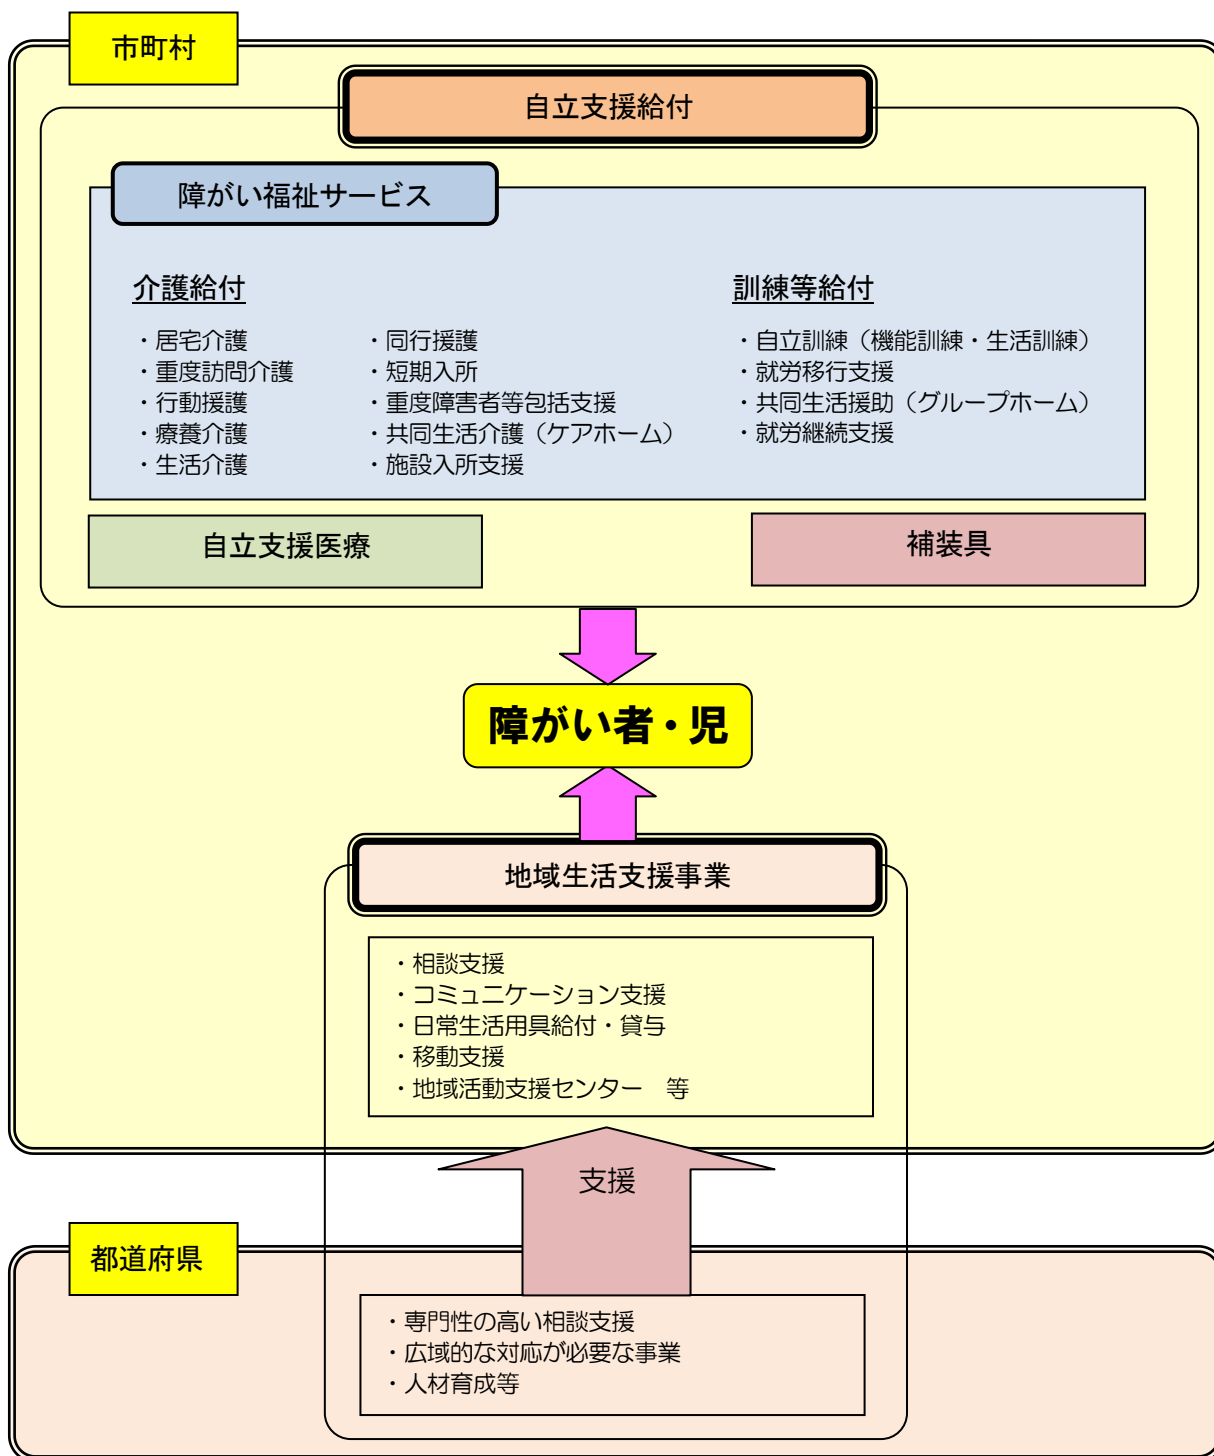 市町村
自立支援給付
障がい福祉サービス
介護給付
・居宅介護
・重度訪問介護
・行動援護
・療養介護
・生活介護
・同行援護
・短期入所
・重度障害者等包括支援
・共同生活介護（ケアホーム）
・施設入所支援
訓練等給付
・自立訓練（機能訓練・生活訓練）
・就労移行支援
・共同生活援助（グループホーム）
・就労継続支援
自立支援医療
補装具
障がい者・児
地域生活支援事業
・相談支援
・コミュニケーション支援
・日常生活用具給付・貸与
・移動支援
・地域活動支援センター　等
支援
都道府県
・専門性の高い相談支援
・広域的な対応が必要な事業
・人材育成等